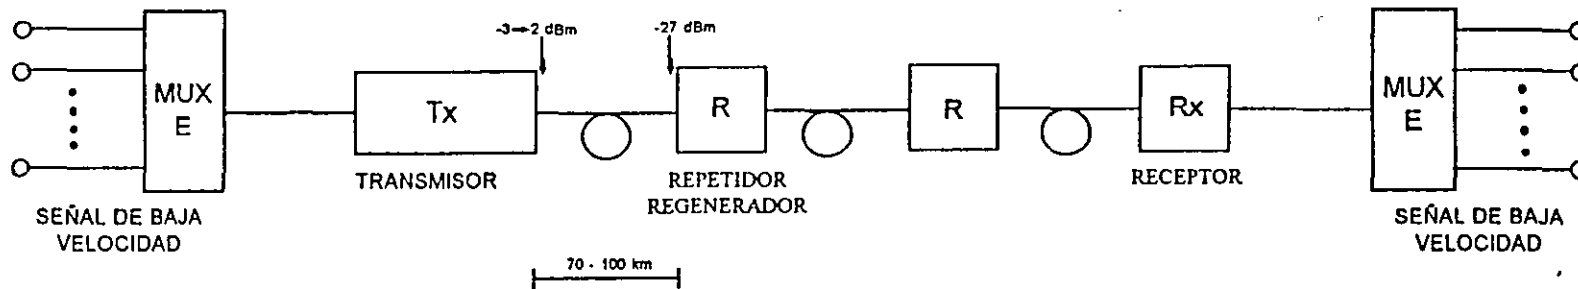 -3→2 dBm
-27 dBm
MUX
E
Tx
R
R
Rx
MUX
E
TRANSMISOR
REPETIDOR
REGENERADOR
RECEPTOR
SEÑAL DE BAJA
VELOCIDAD
SEÑAL DE BAJA
VELOCIDAD
70 - 100 km